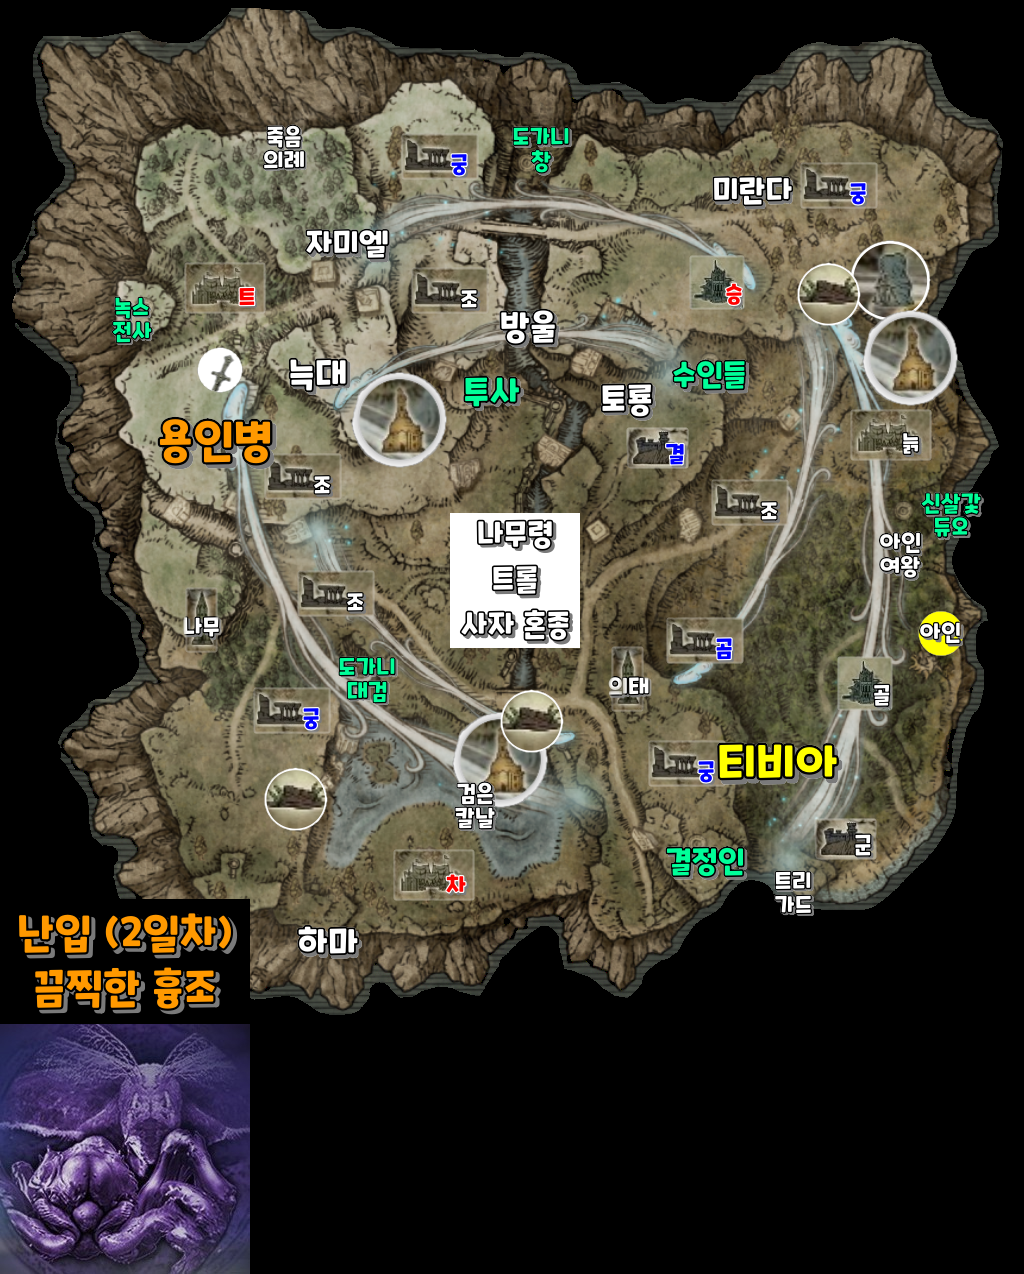 죽음
의례
도가니
창
궁
미란다
궁
자미엘
트
조
승
녹스
전사
방울
늑대
투사
토룡
수인들
용인병
결
늙
조
조
신살갗
듀오
나무령
트롤
사자 혼종
아인
여왕
조
나무
아인
곰
도가니
대검
의태
골
궁
궁
티비아
검은
칼날
군
결정인
차
트리
가드
하마
난입 (2일차)
끔찍한 흉조